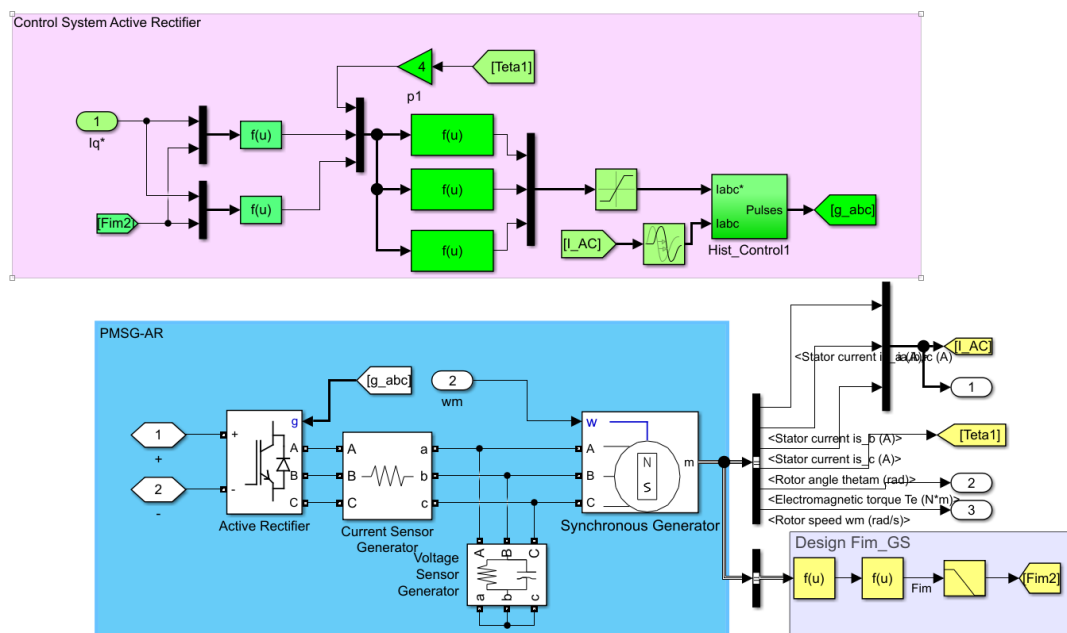 Control System Active Rectifier
4
[Teta1]
p1
1
Iq*
f(u)
f(u)
f(u)
f(u)
f(u)
[Fim2]
Iabc*
Pulses
Iabc
[g_abc]
[I_AC]
Hist_Control1
PMSG-AR
[g_abc]
2
wm
<Stator current is_a (A)>
[I_AC]
1
g
w
1
+
+
A
A
a
A
m
[Teta1]
B
B
b
B
N
S
<Stator current is_b (A)>
<Stator current is_c (A)>
2
-
-
C
C
c
C
<Rotor angle thetam (rad)>
2
<Electromagnetic torque Te (N*m)>
3
<Rotor speed wm (rad/s)>
Active Rectifier
Current Sensor
Generator
Synchronous Generator
Voltage
Sensor
Generator
A
B
C
a
b
c
Design Fim_GS
f(u)
f(u)
Fim
[Fim2]